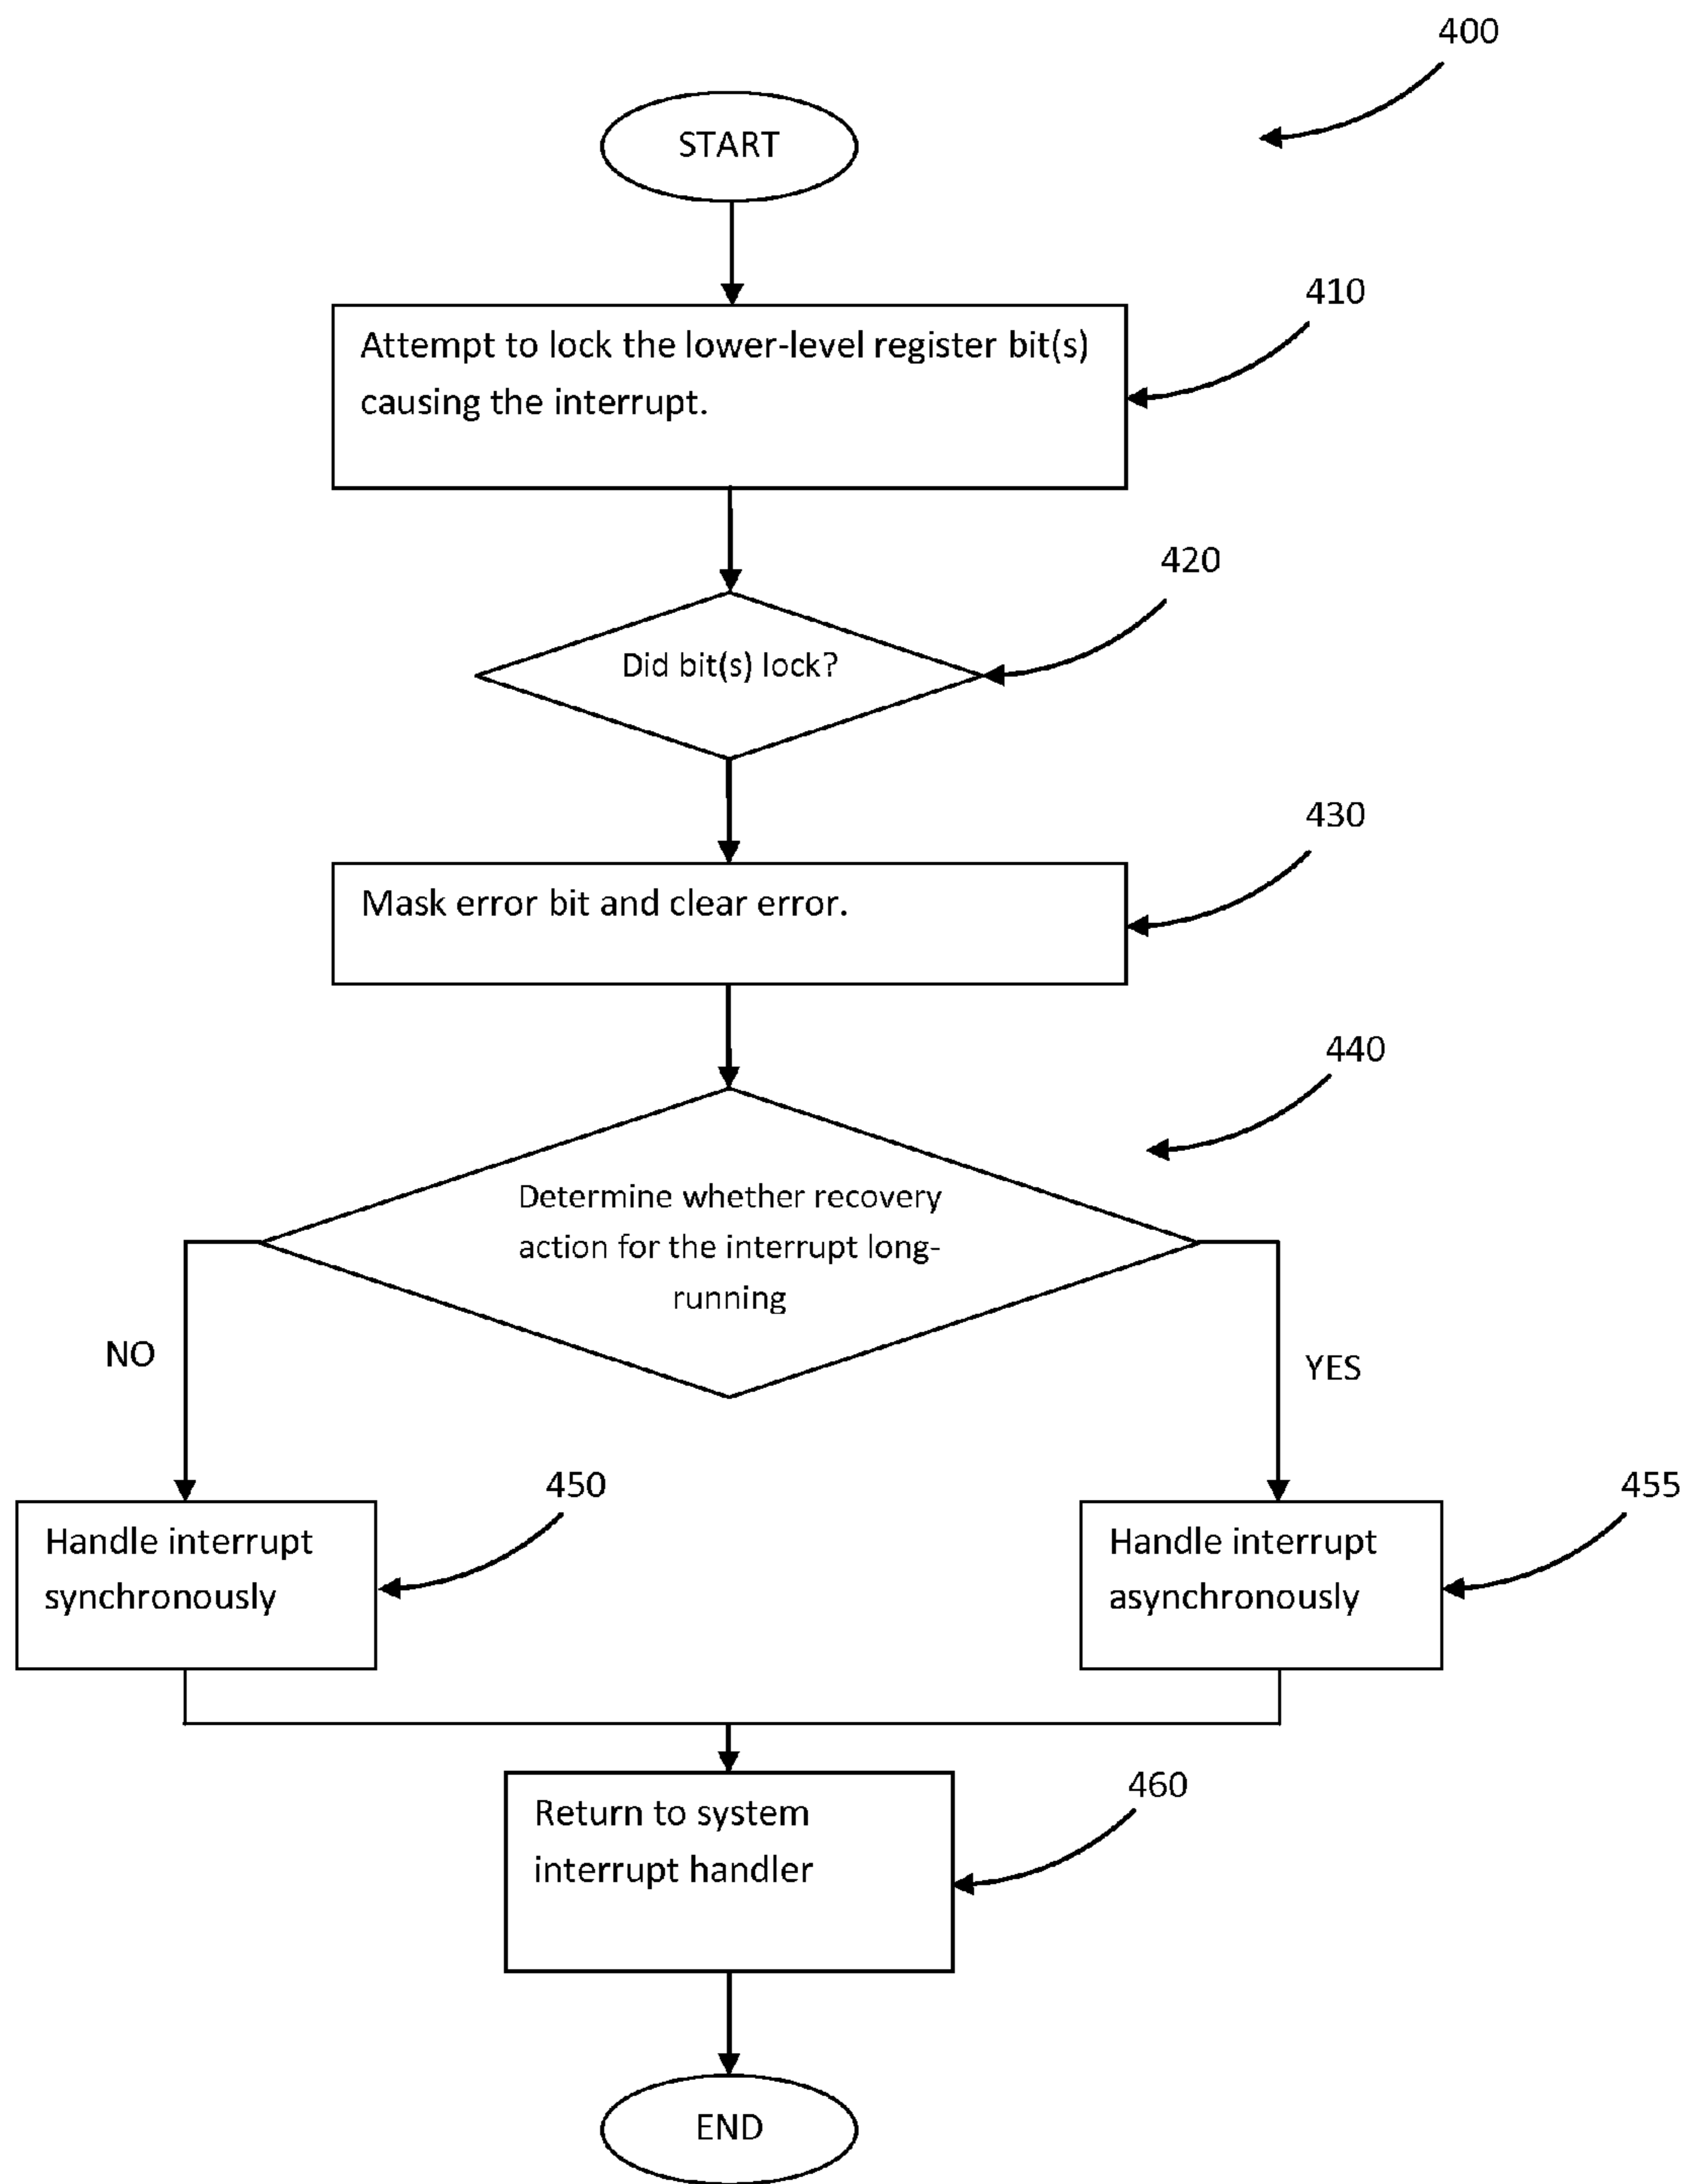 400
START
410
Attempt to lock the lower-level register bit(s)
causing the interrupt.
420
Did bit(s) lock?
430
Mask error bit and clear error.
440
Determine whether recovery
action for the interrupt long-
running
NO
YES
450
455
Handle interrupt
synchronously
Handle interrupt
asynchronously
460
Return to system
interrupt handler
END